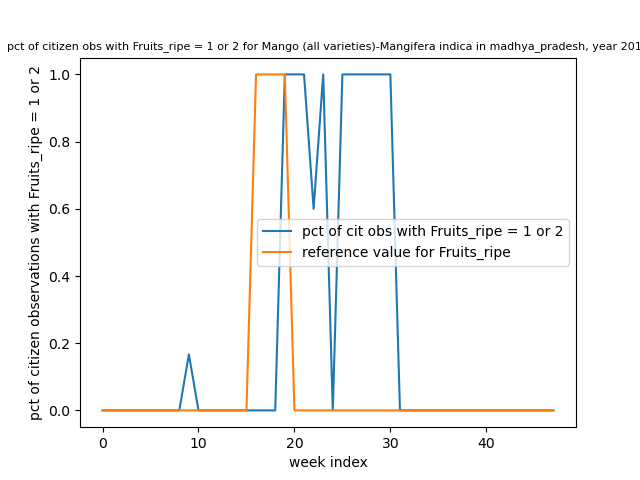 pct of citizen obs with Fruits_ripe = 1 or 2 for Mango (all varieties)-Mangifera indica in madhya_pradesh, year 201
pct of citizen observations with Fruits_ripe = 1 or 2
1.0
0.8
0.6
0.4
0.2
0.0
pct of cit obs with Fruits_ripe = 1 or 2
reference value for Fruits_ripe
0 10 20 30 40
week index